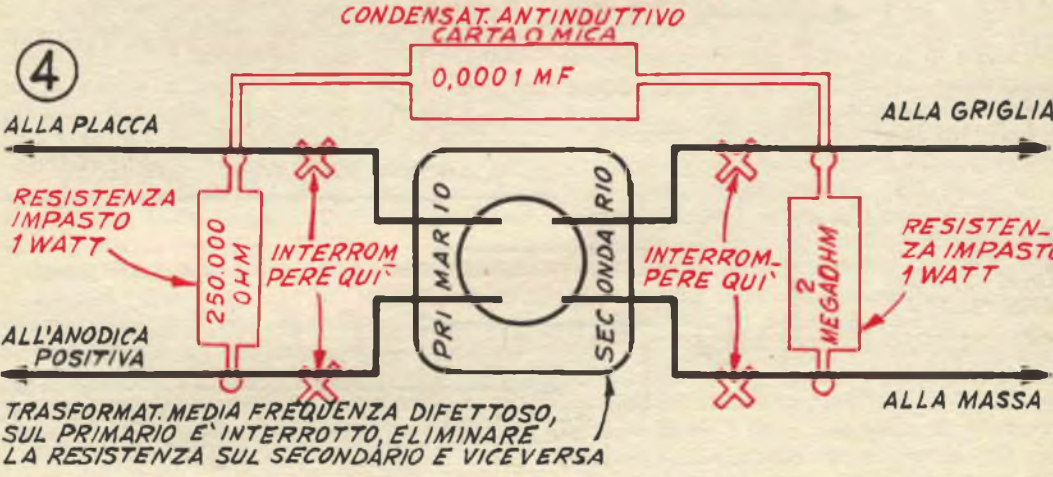 CONDENSAT. ANTINDUTTIVO
CARTA O MICA
0,0001 MF
4
ALLA PLACCA
ALLA GRIGLIA
RESISTENZA
IMPASTO
1 WATT
250.000
OHM
INTERROM
PERE QUI`
PRI MAR IO
SEC ONDA RIO
INTERROM_
PERE QUI`
2
MEGAOHM
RESISTEN_
ZA IMPASTO
1 WATT
ALL'ANODICA
POSITIVA
ALLA MASSA
TRASFORMAT. MEDIA FREQUENZA DIFETTOSO,
SUL PRIMARIO E` INTERROTTO, ELIMINARE
LA RESISTENZA SUL SECONDARIO E VICEVERSA